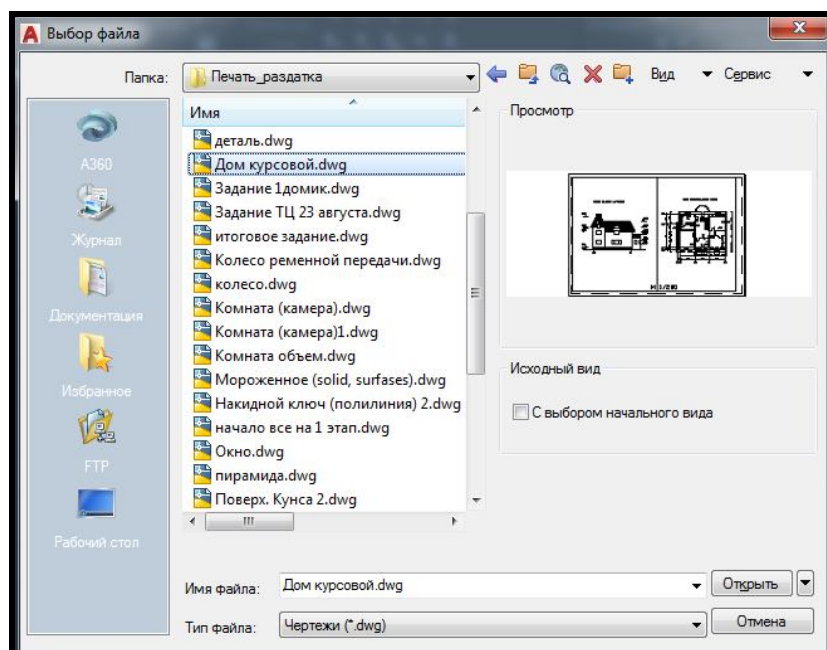 Выбор файла
Папка:
Печать_раздатка
Вид
Сервис
A360
Журнал
Документация
Избранное
FTP
Рабочий стол
Имя
деталь.dwg
Дом курсовой.dwg
Задание 1домик.dwg
Задание ТЦ 23 августа.dwg
итоговое задание.dwg
Колесо ременной передачи.dwg
колесо.dwg
Комната (камера).dwg
Комната (камера)1.dwg
Комната объем.dwg
Мороженное (solid, surfases).dwg
Накидной ключ (полилиния) 2.dwg
начало все на 1 этап.dwg
Окно.dwg
пирамида.dwg
Поверх. Кунса 2.dwg
Просмотр
Исходный вид
С выбором начального вида
Имя файла:
Дом курсовой.dwg
Открыть
Тип файла:
Чертежи (*.dwg)
Отмена